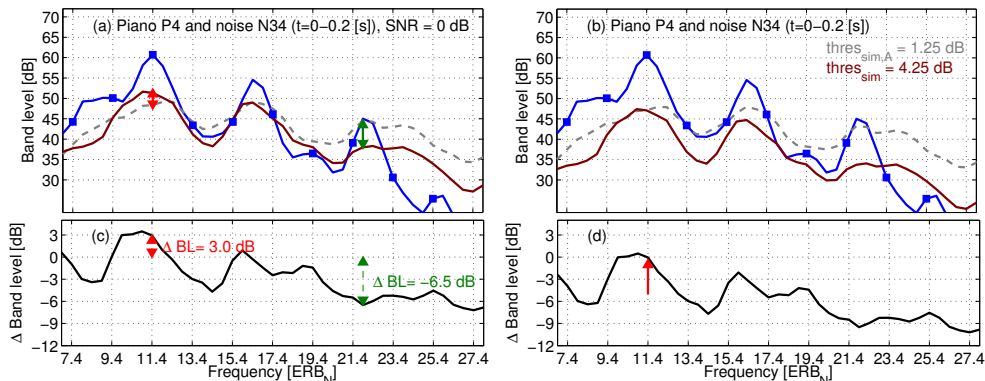 (a) Piano P4 and noise N34 (t=0−0.2 [s]), SNR = 0 dB
Band level [dB]
70
65
60
55
50
45
40
35
30
(b) Piano P4 and noise N34 (t=0−0.2 [s])
thres_sim,A = 1.25 dB
thres_sim = 4.25 dB
Band level [dB]
70
65
60
55
50
45
40
35
30
(c)
Δ BL= 3.0 dB
Δ BL= −6.5 dB
Δ Band level [dB]
3
0
−3
−6
−9
−12
7.4 9.4 11.4 13.4 15.4 17.4 19.4 21.4 23.4 25.4 27.4
Frequency [ERB_N]
(d)
Δ Band level [dB]
3
0
−3
−6
−9
−12
7.4 9.4 11.4 13.4 15.4 17.4 19.4 21.4 23.4 25.4 27.4
Frequency [ERB_N]